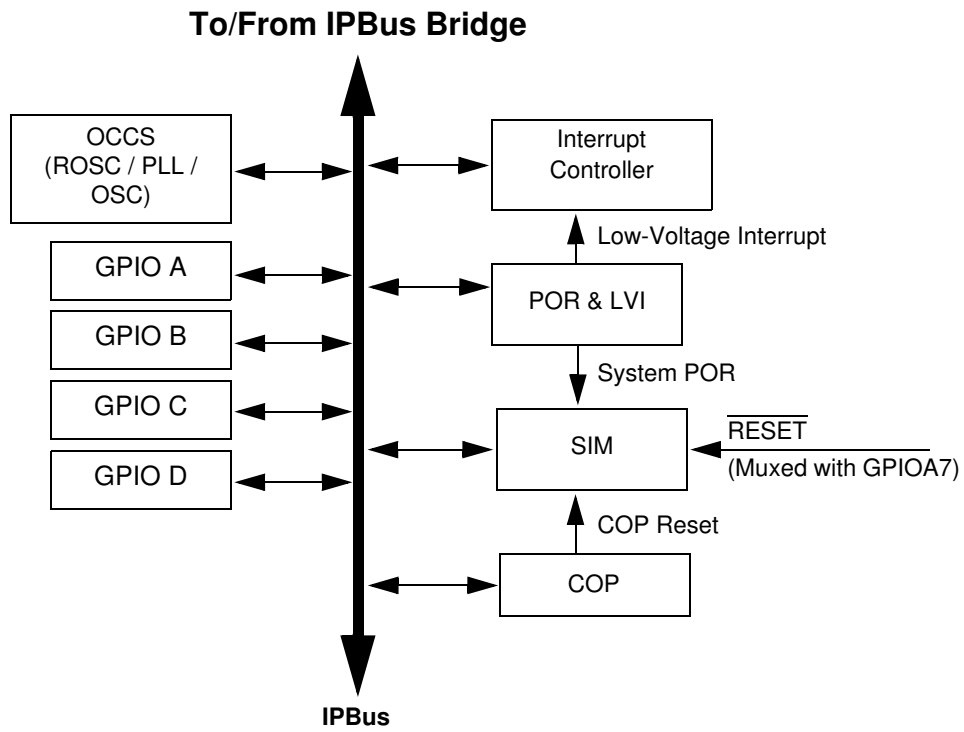 To/From IPBus Bridge
OCCS
(ROSC / PLL /
OSC)
GPIO A
GPIO B
GPIO C
GPIO D
Interrupt
Controller
Low-Voltage Interrupt
POR & LVI
System POR
SIM
RESET
(Muxed with GPIOA7)
COP Reset
COP
IPBus